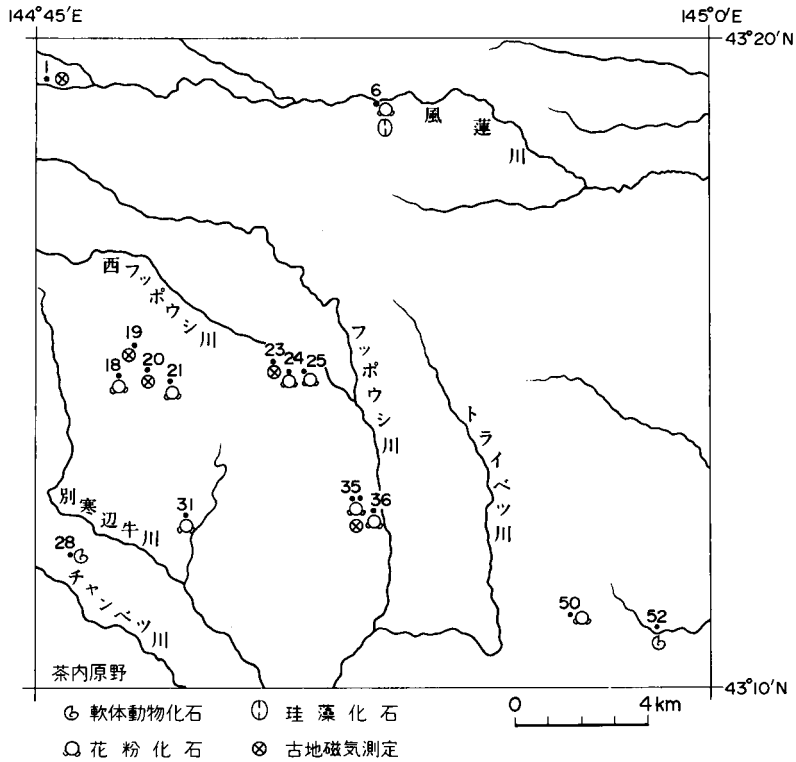 144°45′E
145°0′E
43°20′N
1
6
風蓮川
西フッポウシ川
19
18
20
21
23
24
25
フッポウシ川
トライベツ川
35
36
31
別寒辺牛川
28
チャンベツ川
50
52
茶内原野
43°10′N
軟体動物化石
珪藻化石
0 4km
花粉化石
古地磁気測定